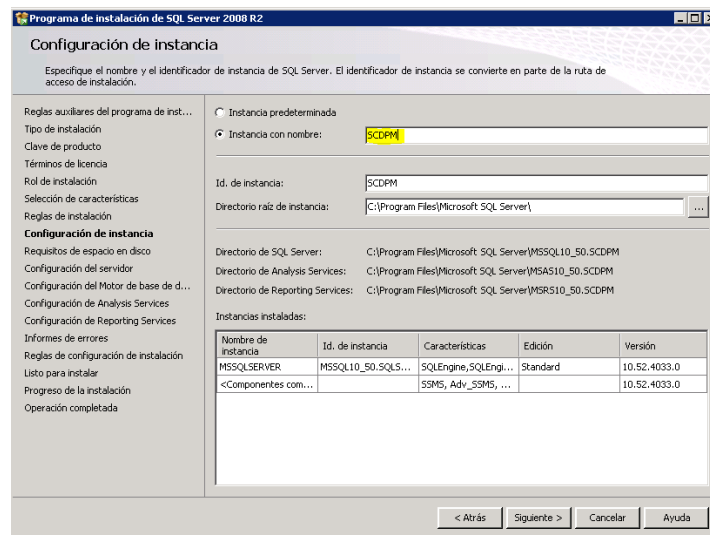 Programa de instalación de SQL Server 2008 R2
Configuración de instancia
Especifique el nombre y el identificador de instancia de SQL Server. El identificador de instancia se convierte en parte de la ruta de
acceso de instalación.
Reglas auxiliares del programa de inst...
Tipo de instalación
Clave de producto
Términos de licencia
Rol de instalación
Selección de características
Reglas de instalación
Configuración de instancia
Requisitos de espacio en disco
Configuración del servidor
Configuración del Motor de base de d...
Configuración de Analysis Services
Configuración de Reporting Services
Informes de errores
Reglas de configuración de instalación
Listo para instalar
Progreso de la instalación
Operación completada
Instancia predeterminada
Instancia con nombre: SCDPM
Id. de instancia: SCDPM
Directorio raíz de instancia: C:\Program Files\Microsoft SQL Server\ ...
Directorio de SQL Server: C:\Program Files\Microsoft SQL Server\MSSQL10_50.SCDPM
Directorio de Analysis Services: C:\Program Files\Microsoft SQL Server\MSAS10_50.SCDPM
Directorio de Reporting Services: C:\Program Files\Microsoft SQL Server\MSRS10_50.SCDPM
Instancias instaladas:
Nombre de instancia Id. de instancia Características Edición Versión
MSSQLSERVER MSSQL10_50.SQLS... SQLEngine,SQLEngi... Standard 10.52.4033.0
<Componentes com... SSMS, Adv_SSMS, ... 10.52.4033.0
< Atrás Siguiente > Cancelar Ayuda